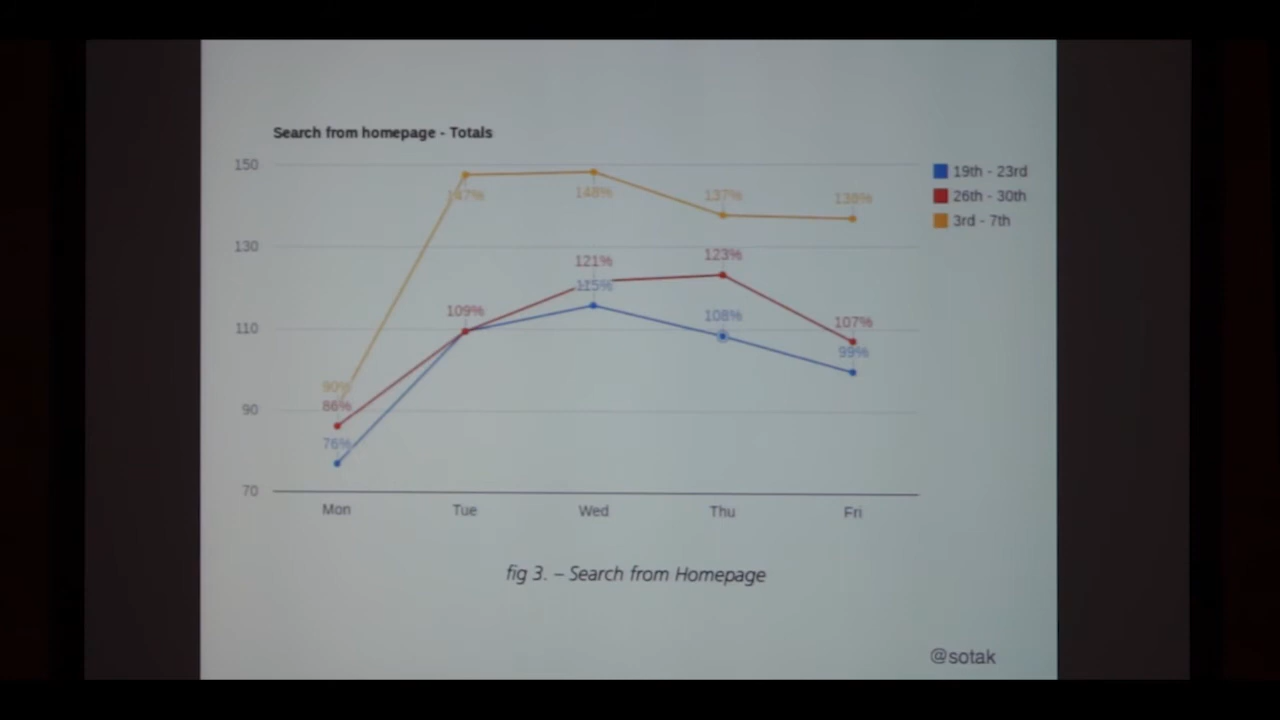 Search from homepage - Totals
150
130
110
90
70
19th - 23rd
26th - 30th
3rd - 7th
147%
148%
137%
136%
121%
123%
115%
109%
108%
107%
99%
90%
86%
76%
Mon Tue Wed Thu Fri
fig 3. – Search from Homepage
@sotak